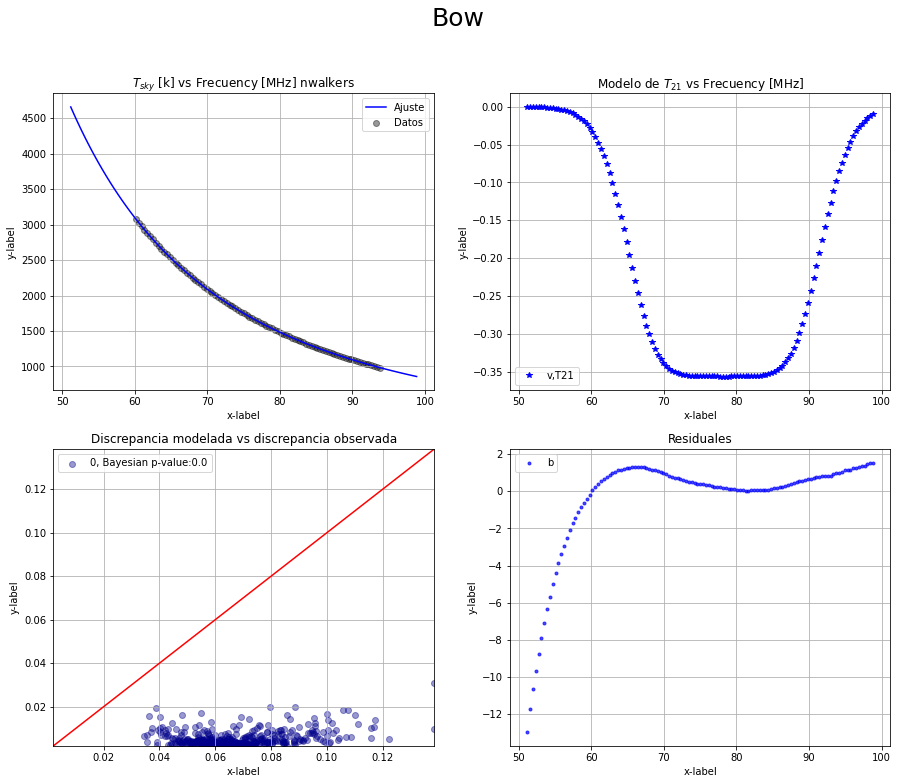 Bow
T_sky [k] vs Frecuency [MHz] nwalkers
4500
4000
3500
3000
2500
2000
1500
1000
y-label
Ajuste
Datos
50 60 70 80 90 100
x-label
Modelo de T_21 vs Frecuency [MHz]
0.00
−0.05
−0.10
−0.15
−0.20
−0.25
−0.30
−0.35
y-label
v,T21
50 60 70 80 90 100
x-label
Discrepancia modelada vs discrepancia observada
0, Bayesian p-value:0.0
0.12
0.10
0.08
0.06
0.04
0.02
y-label
0.02 0.04 0.06 0.08 0.10 0.12
x-label
Residuales
b
2
0
−2
−4
−6
−8
−10
−12
y-label
50 60 70 80 90 100
x-label